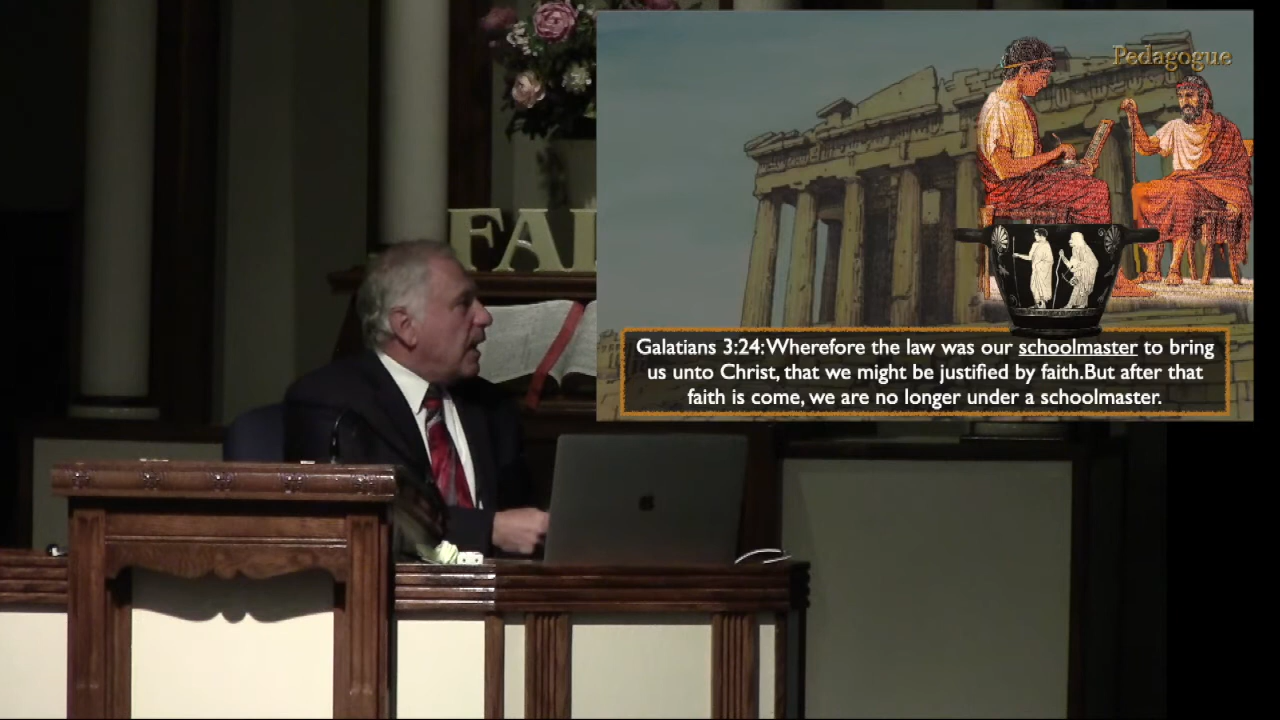 Pedagogue
FAI
Galatians 3:24:Wherefore the law was our schoolmaster to bring
us unto Christ, that we might be justified by faith.But after that
faith is come, we are no longer under a schoolmaster.